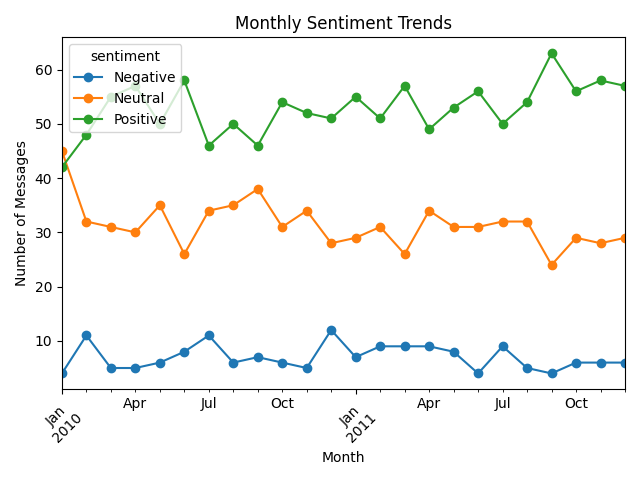 Monthly Sentiment Trends
sentiment
Negative
Neutral
Positive
Number of Messages
60
50
40
30
20
10
Jan
2010
Apr
Jul
Oct
Jan
2011
Apr
Jul
Oct
Month